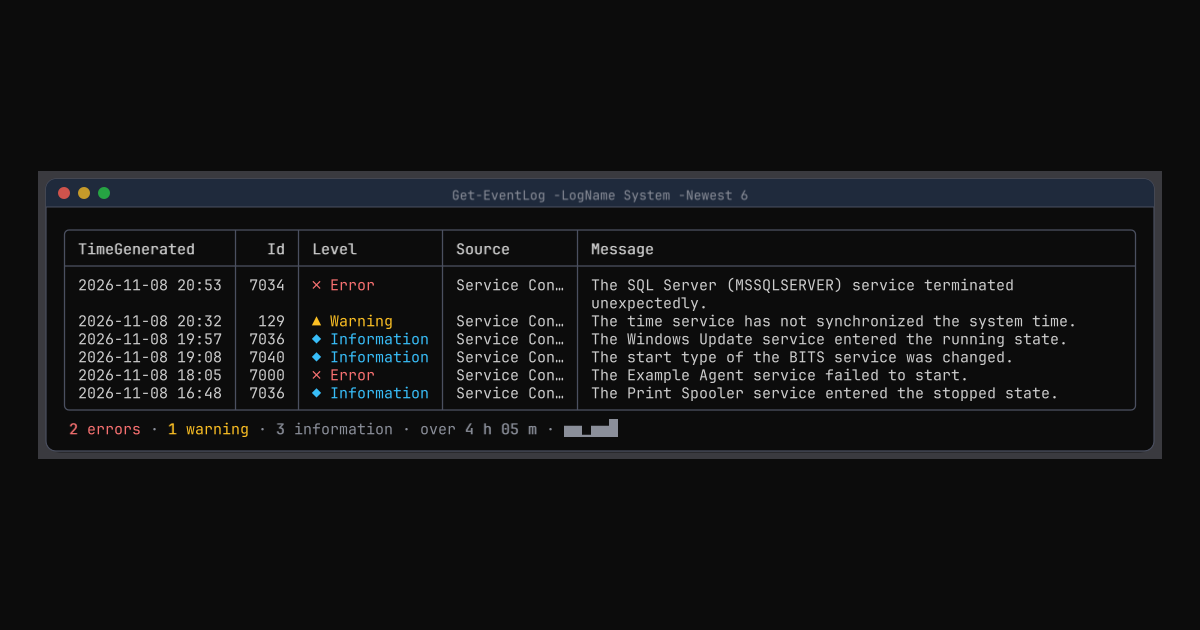 Get-EventLog -LogName System -Newest 6
TimeGenerated Id Level Source Message
2026-11-08 20:53 7034 × Error Service Con… The SQL Server (MSSQLSERVER) service terminated
unexpectedly.
2026-11-08 20:32 129 ▲ Warning Service Con… The time service has not synchronized the system time.
2026-11-08 19:57 7036 ◆ Information Service Con… The Windows Update service entered the running state.
2026-11-08 19:08 7040 ◆ Information Service Con… The start type of the BITS service was changed.
2026-11-08 18:05 7000 × Error Service Con… The Example Agent service failed to start.
2026-11-08 16:48 7036 ◆ Information Service Con… The Print Spooler service entered the stopped state.
2 errors · 1 warning · 3 information · over 4 h 05 m ·